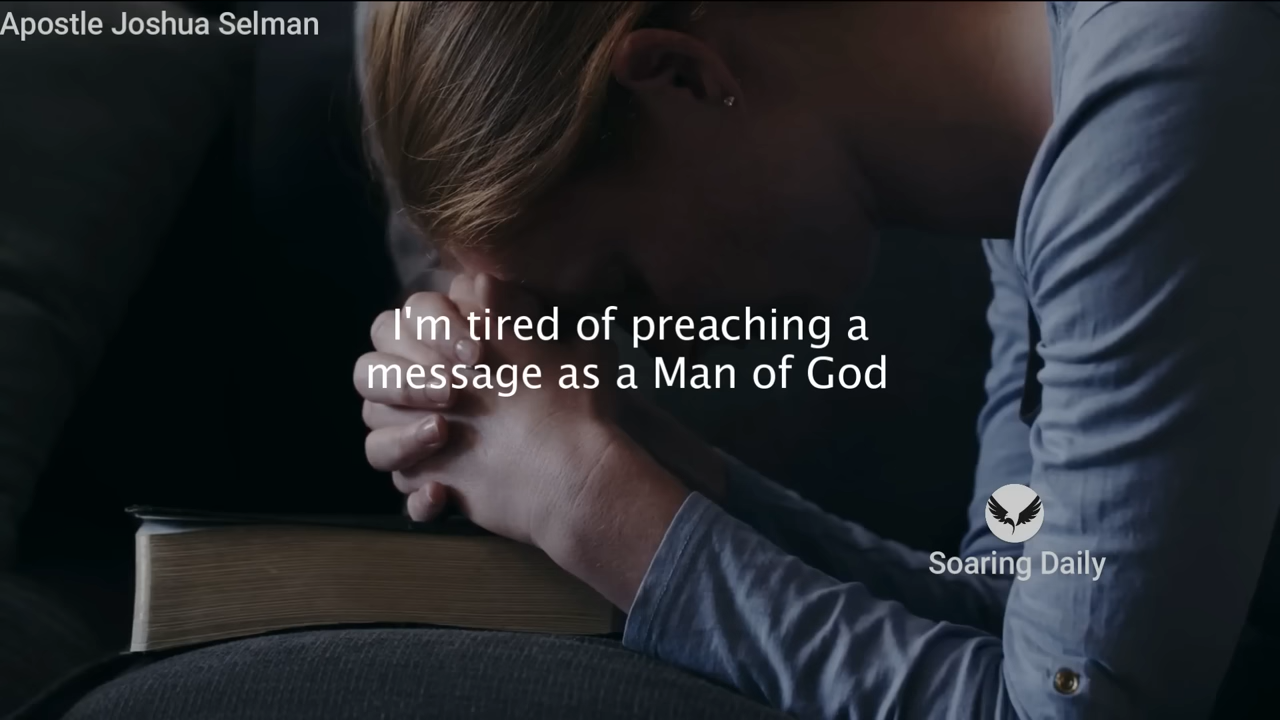 Apostle Joshua Selman
I'm tired of preaching a
message as a Man of God
Soaring Daily